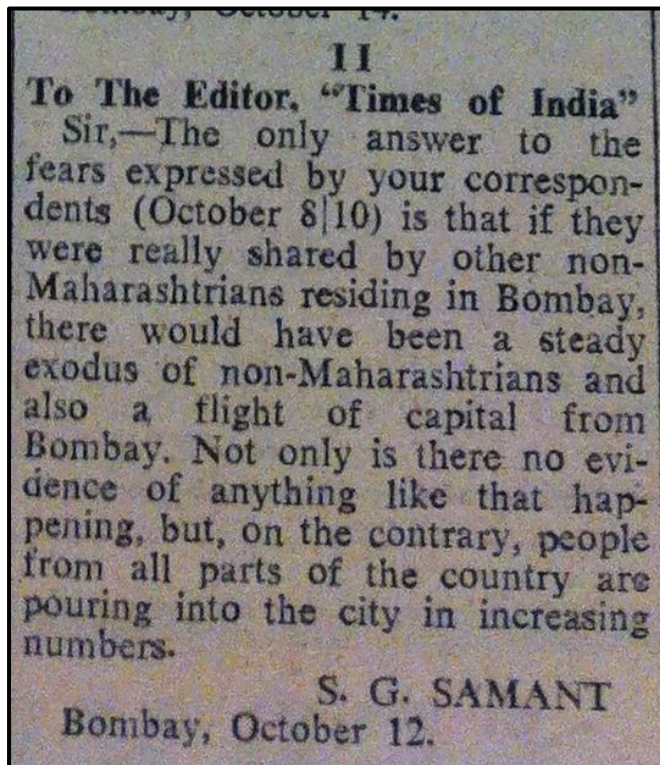 Bombay, October 14.
II
To The Editor, "Times of India"
Sir,—The only answer to the
fears expressed by your correspon-
dents (October 8|10) is that if they
were really shared by other non-
Maharashtrians residing in Bombay,
there would have been a steady
exodus of non-Maharashtrians and
also a flight of capital from
Bombay. Not only is there no evi-
dence of anything like that hap-
pening, but, on the contrary, people
from all parts of the country are
pouring into the city in increasing
numbers.
S. G. SAMANT
Bombay, October 12.